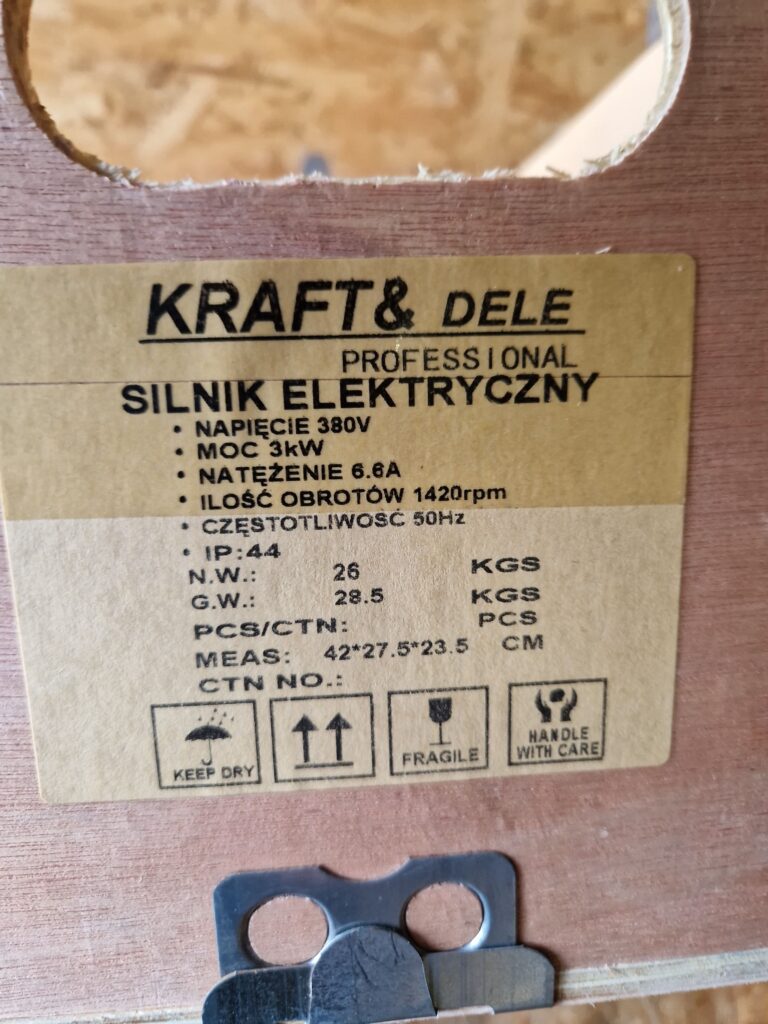 KRAFT& DELE
PROFESSIONAL
SILNIK ELEKTRYCZNY
• NAPIĘCIE 380V
• MOC 3kW
• NATĘŻENIE 6.6A
• ILOŚĆ OBROTÓW 1420rpm
• CZĘSTOTLIWOŚĆ 50Hz
• IP:44
N.W.: 26 KGS
G.W.: 28.5 KGS
PCS/CTN: PCS
MEAS: 42*27.5*23.5 CM
CTN NO.:
KEEP DRY
FRAGILE
HANDLE
WITH CARE